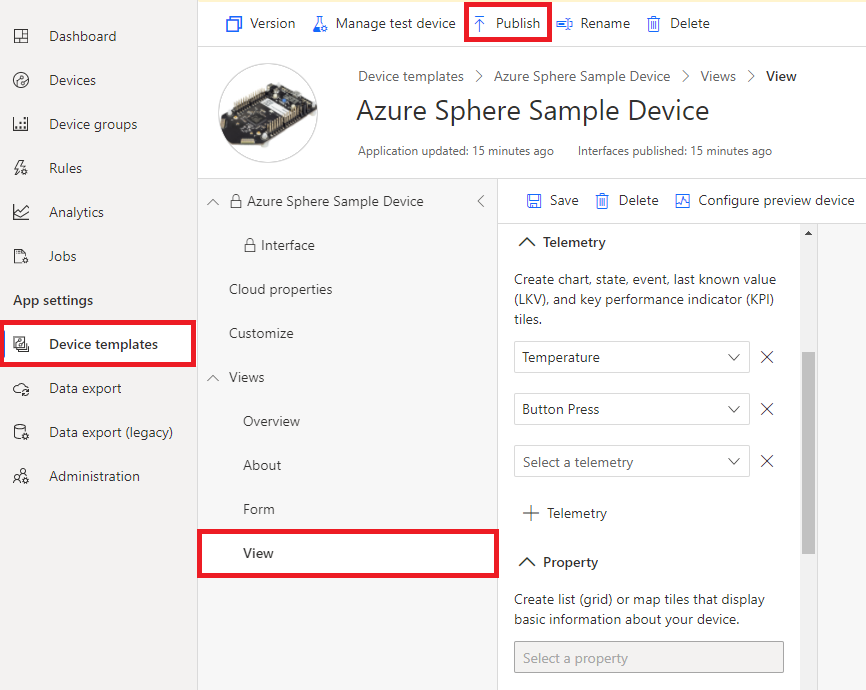 Dashboard
Devices
Device groups
Rules
Analytics
Jobs
App settings
Device templates
Data export
Data export (legacy)
Administration
Version
Manage test device
Publish
Rename
Delete
Device templates > Azure Sphere Sample Device > Views > View
Azure Sphere Sample Device
Application updated: 15 minutes ago Interfaces published: 15 minutes ago
Azure Sphere Sample Device
Interface
Cloud properties
Customize
Views
Overview
About
Form
View
Save
Delete
Configure preview device
Telemetry
Create chart, state, event, last known value
(LKV), and key performance indicator (KPI)
tiles.
Temperature
Button Press
Select a telemetry
Telemetry
Property
Create list (grid) or map tiles that display
basic information about your device.
Select a property